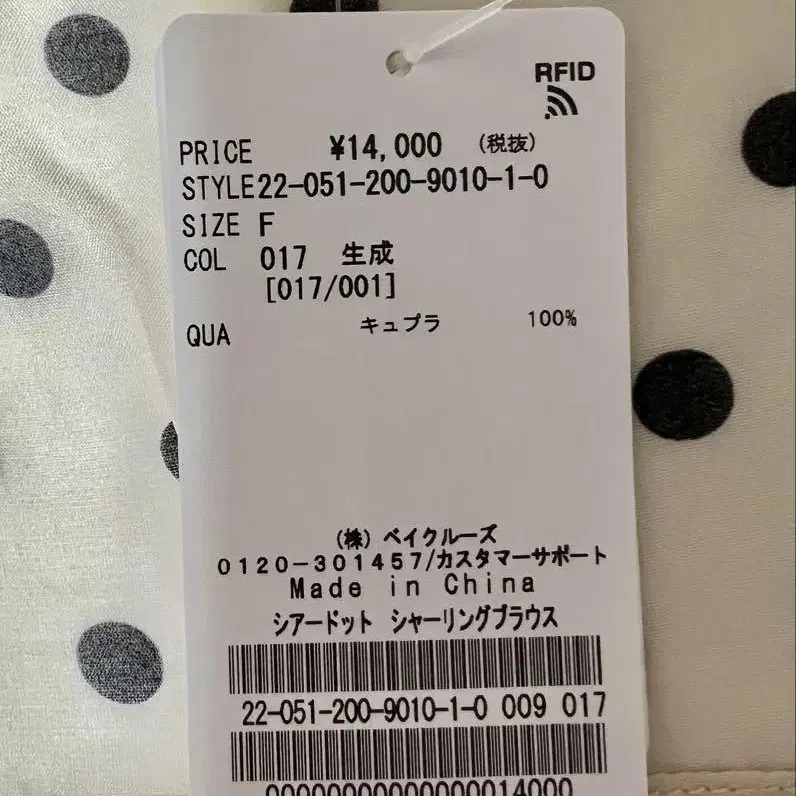 RFID
PRICE ¥14,000 (税抜)
STYLE22-051-200-9010-1-0
SIZE F
COL 017 生成
[017/001]
QUA キュプラ 100%
(株) ベイクルーズ
0120-301457/カスタマーサポート
Made in China
シアードット シャーリングブラウス
22-051-200-9010-1-0 009 017
00000000000000014000